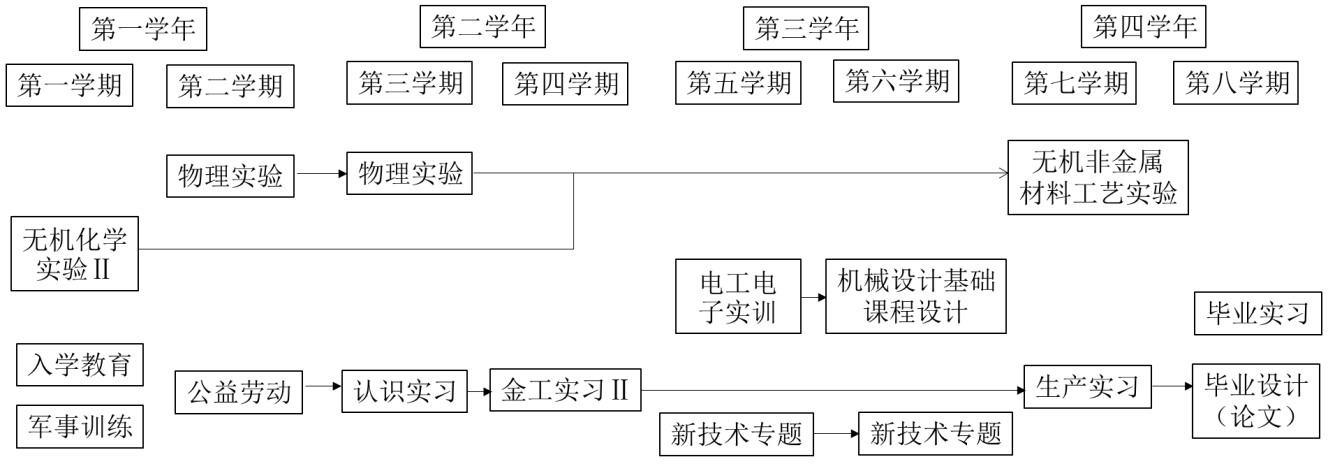 第一学年
第二学年
第三学年
第四学年
第一学期
第二学期
第三学期
第四学期
第五学期
第六学期
第七学期
第八学期
物理实验
物理实验
无机非金属
材料工艺实验
无机化学
实验Ⅱ
电工电
子实训
机械设计基础
课程设计
毕业实习
入学教育
公益劳动
认识实习
金工实习Ⅱ
生产实习
毕业设计
（论文）
军事训练
新技术专题
新技术专题